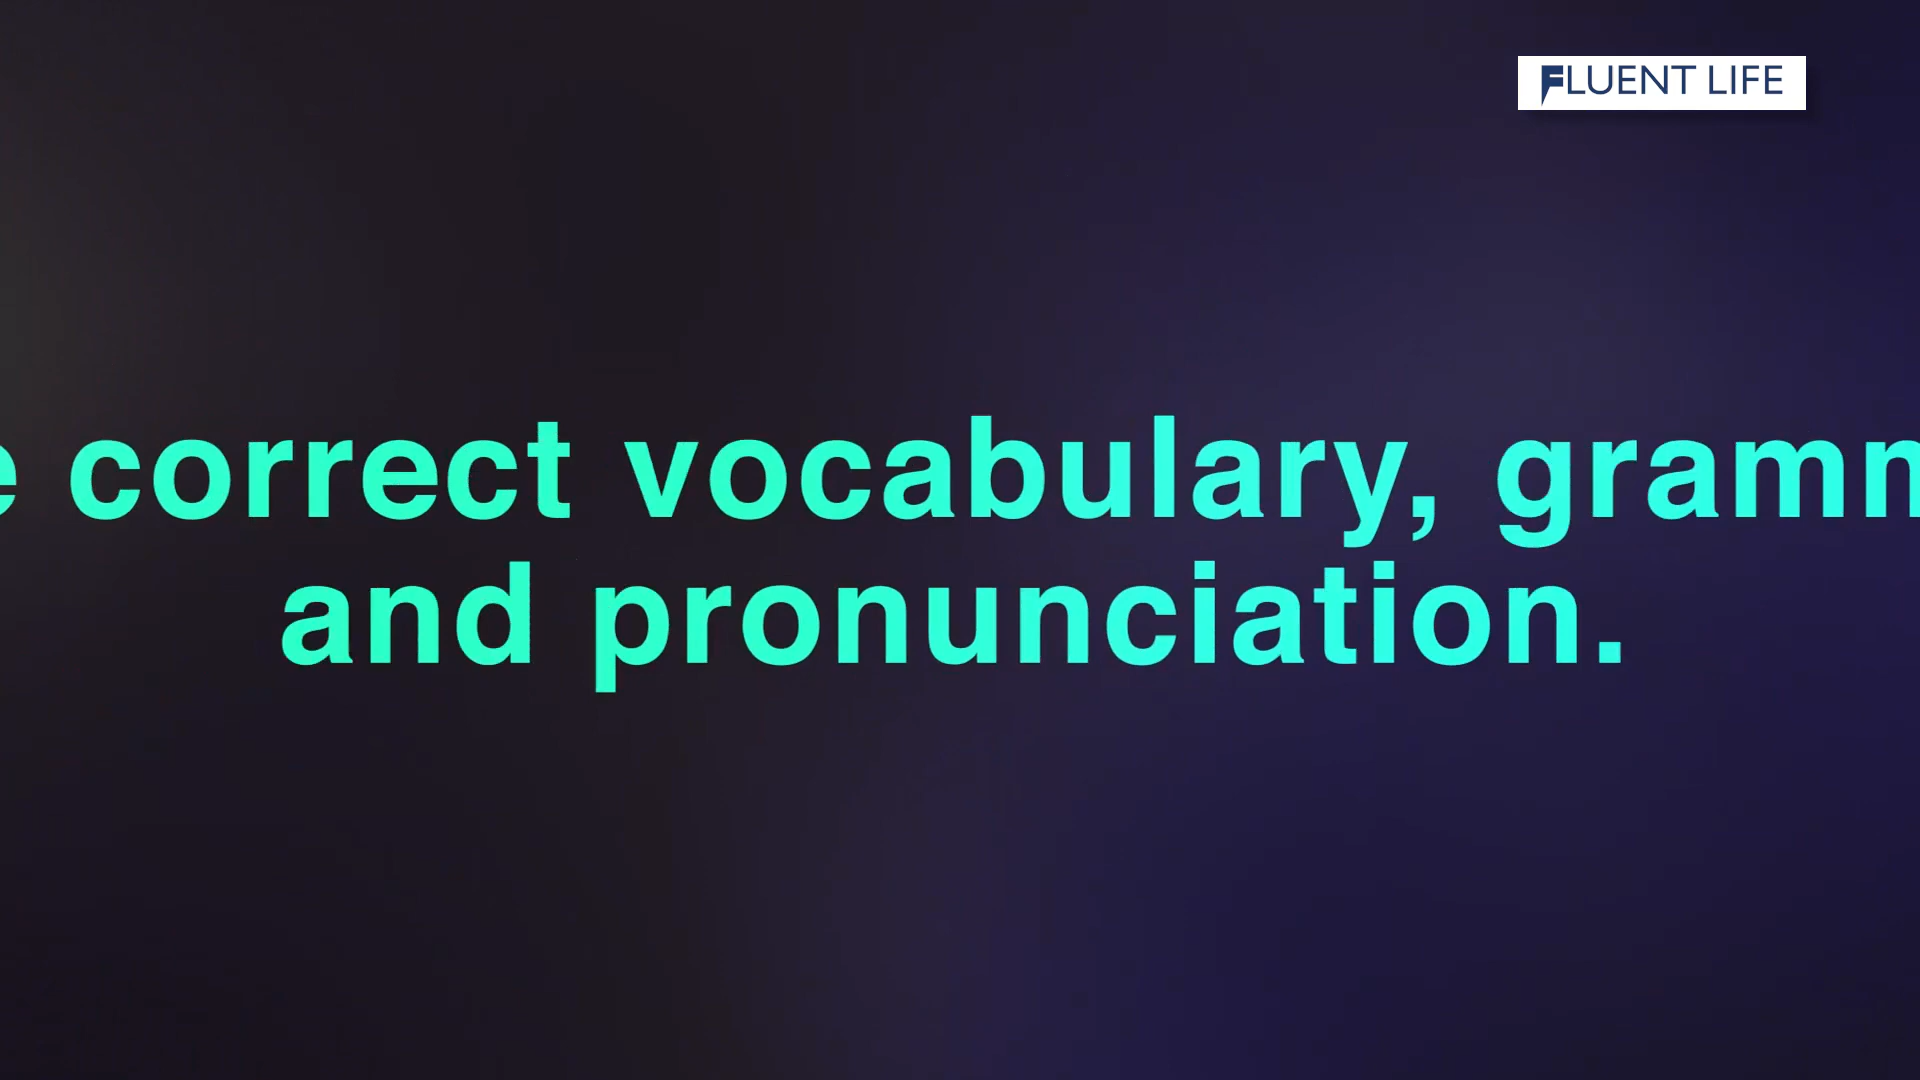 FLUENT LIFE
correct vocabulary,
and pronunciation.